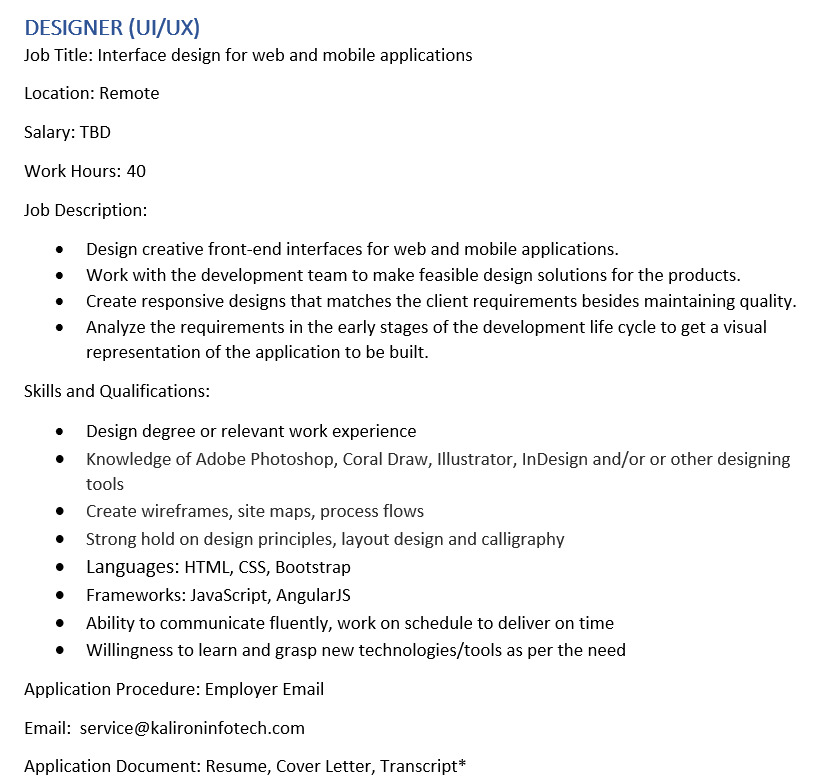 DESIGNER (UI/UX)
Job Title: Interface design for web and mobile applications
Location: Remote
Salary: TBD
Work Hours: 40
Job Description:
• Design creative front-end interfaces for web and mobile applications.
• Work with the development team to make feasible design solutions for the products.
• Create responsive designs that matches the client requirements besides maintaining quality.
• Analyze the requirements in the early stages of the development life cycle to get a visual
representation of the application to be built.
Skills and Qualifications:
• Design degree or relevant work experience
• Knowledge of Adobe Photoshop, Coral Draw, Illustrator, InDesign and/or or other designing
tools
• Create wireframes, site maps, process flows
• Strong hold on design principles, layout design and calligraphy
• Languages: HTML, CSS, Bootstrap
• Frameworks: JavaScript, AngularJS
• Ability to communicate fluently, work on schedule to deliver on time
• Willingness to learn and grasp new technologies/tools as per the need
Application Procedure: Employer Email
Email:  service@kalironinfotech.com
Application Document: Resume, Cover Letter, Transcript*